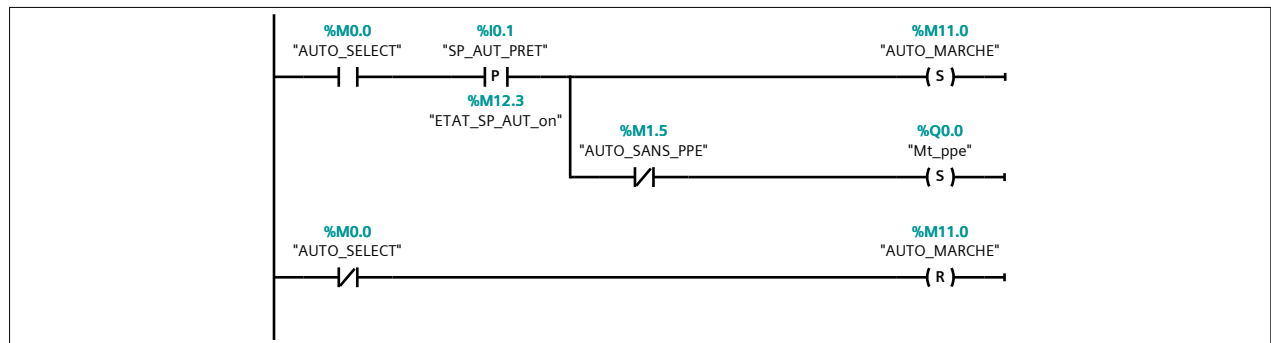 %M0.0 %I0.1 %M11.0
"AUTO_SELECT" "SP_AUT_PRET" "AUTO_MARCHE"
P S
%M12.3
"ETAT_SP_AUT_on"
%M1.5 %Q0.0
"AUTO_SANS_PPE" "Mt_ppe"
S
%M0.0 %M11.0
"AUTO_SELECT" "AUTO_MARCHE"
R